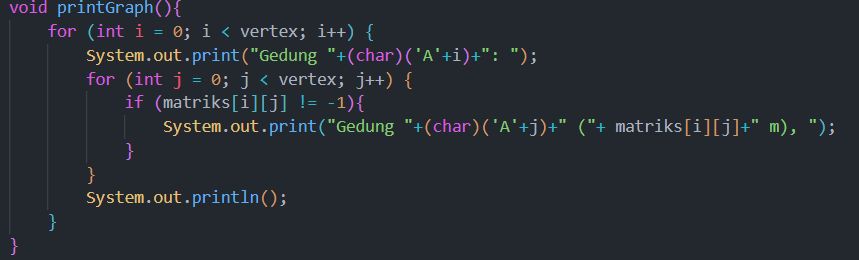 void printGraph(){
    for (int i = 0; i < vertex; i++) {
        System.out.print("Gedung "+(char)('A'+i)+": ");
        for (int j = 0; j < vertex; j++) {
            if (matriks[i][j] != -1){
                System.out.print("Gedung "+(char)('A'+j)+" ("+ matriks[i][j]+" m), ");
            }
        }
        System.out.println();
    }
}